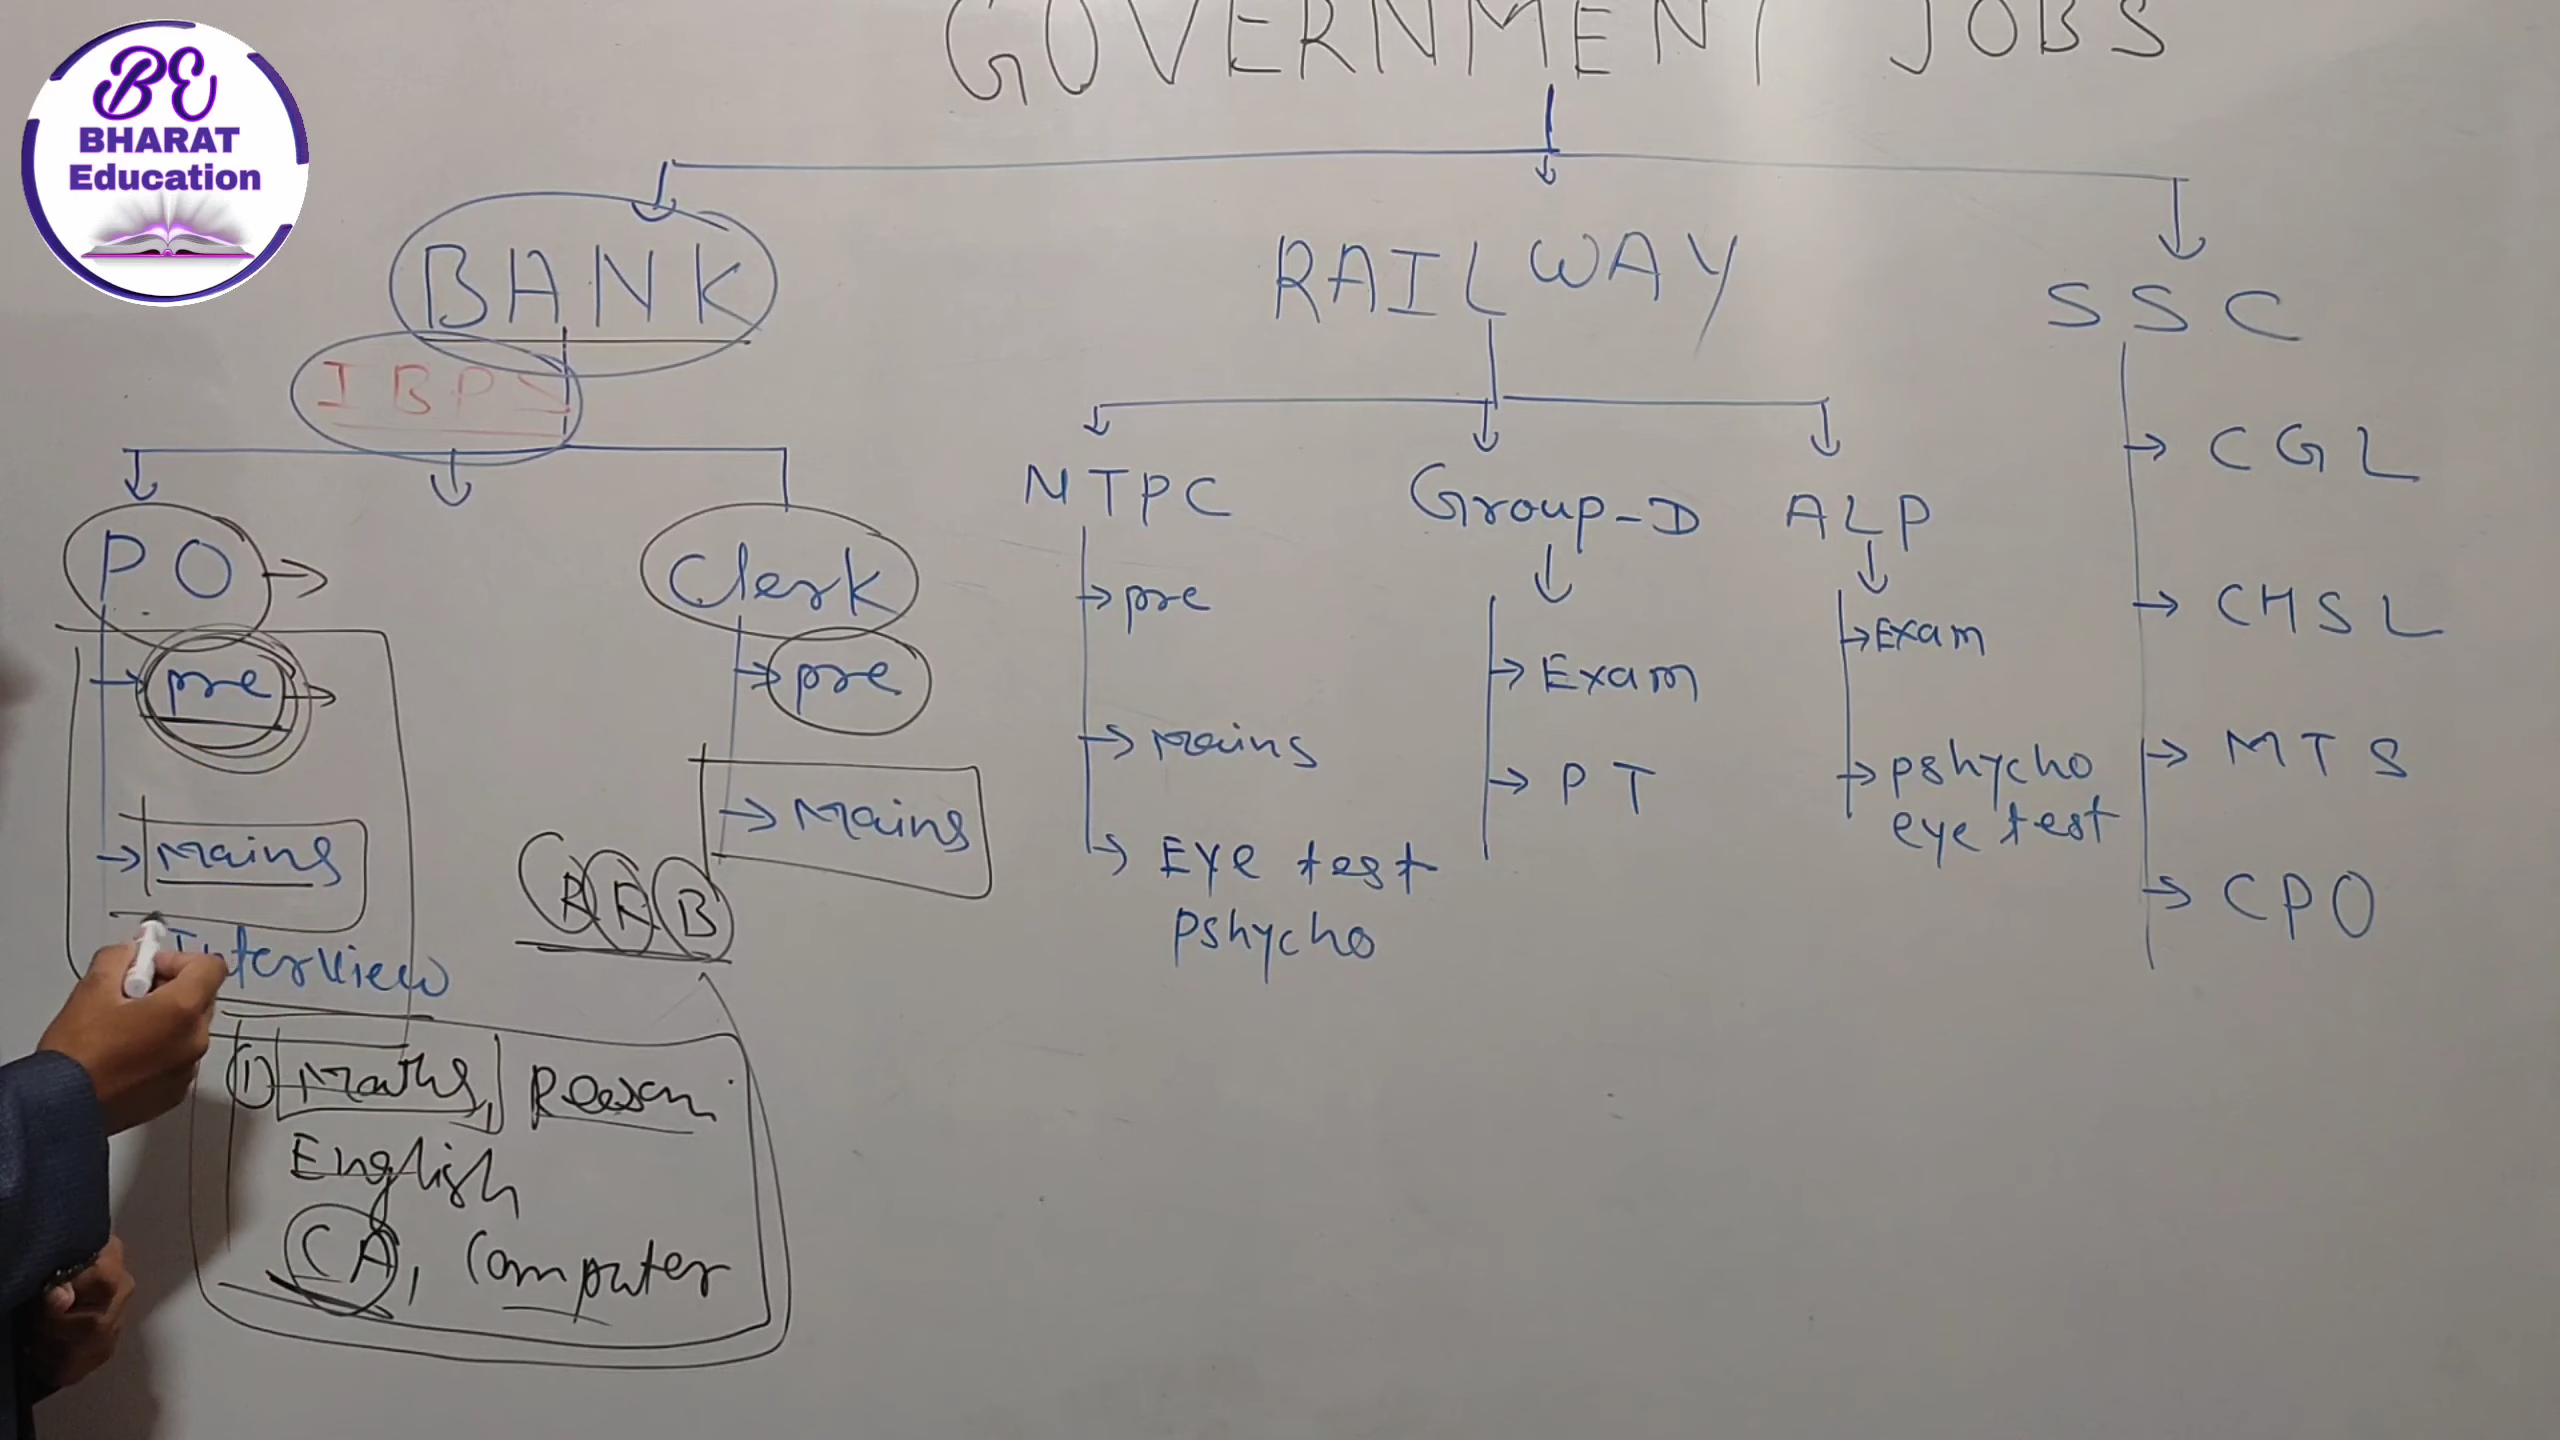 GOVERNMENT JOBS
BE
BHARAT
Education
BANK
IBPS
PO
pre
Mains
Interview
Clerk
pre
Mains
RRB
① Maths, Reason
English
CA, Computer
RAILWAY
NTPC
pre
Mains
Eye test
pshycho
Group-D
Exam
PT
ALP
Exam
pshycho
eye test
SSC
CGL
CHSL
MTS
CPO